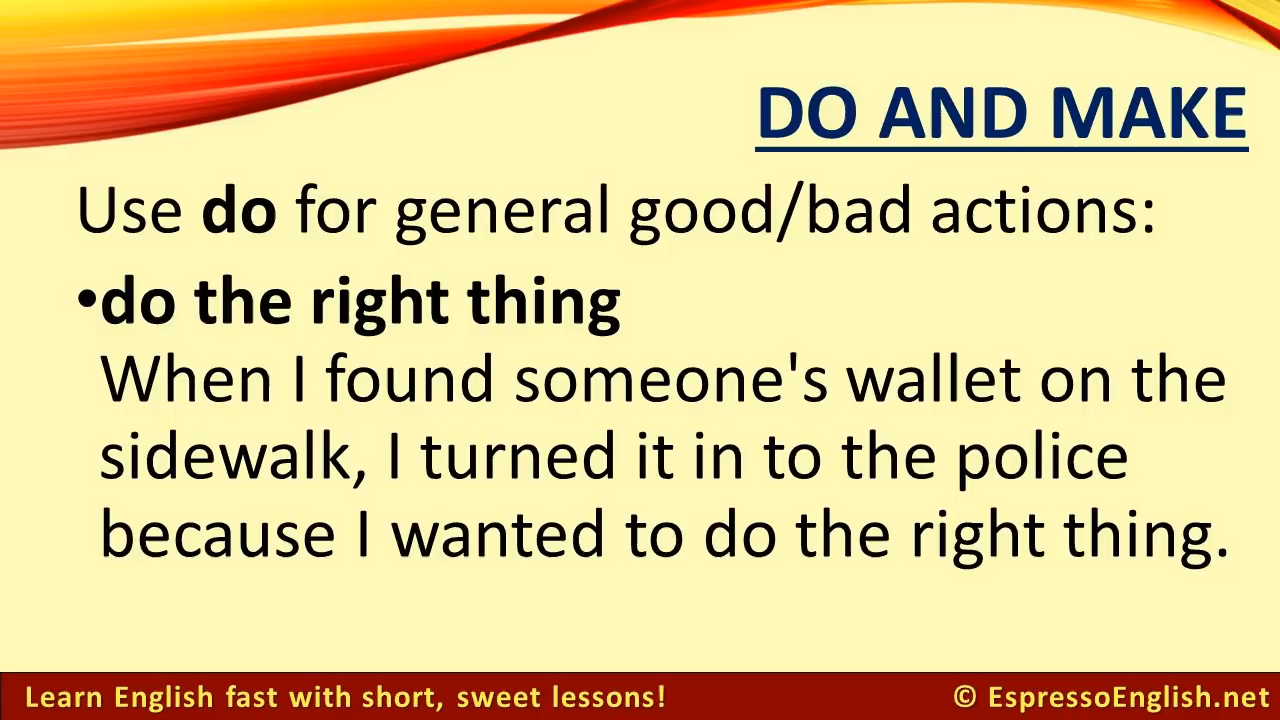 DO AND MAKE
Use do for general good/bad actions:
•do the right thing
When I found someone's wallet on the
sidewalk, I turned it in to the police
because I wanted to do the right thing.
Learn English fast with short, sweet lessons!
© EspressoEnglish.net